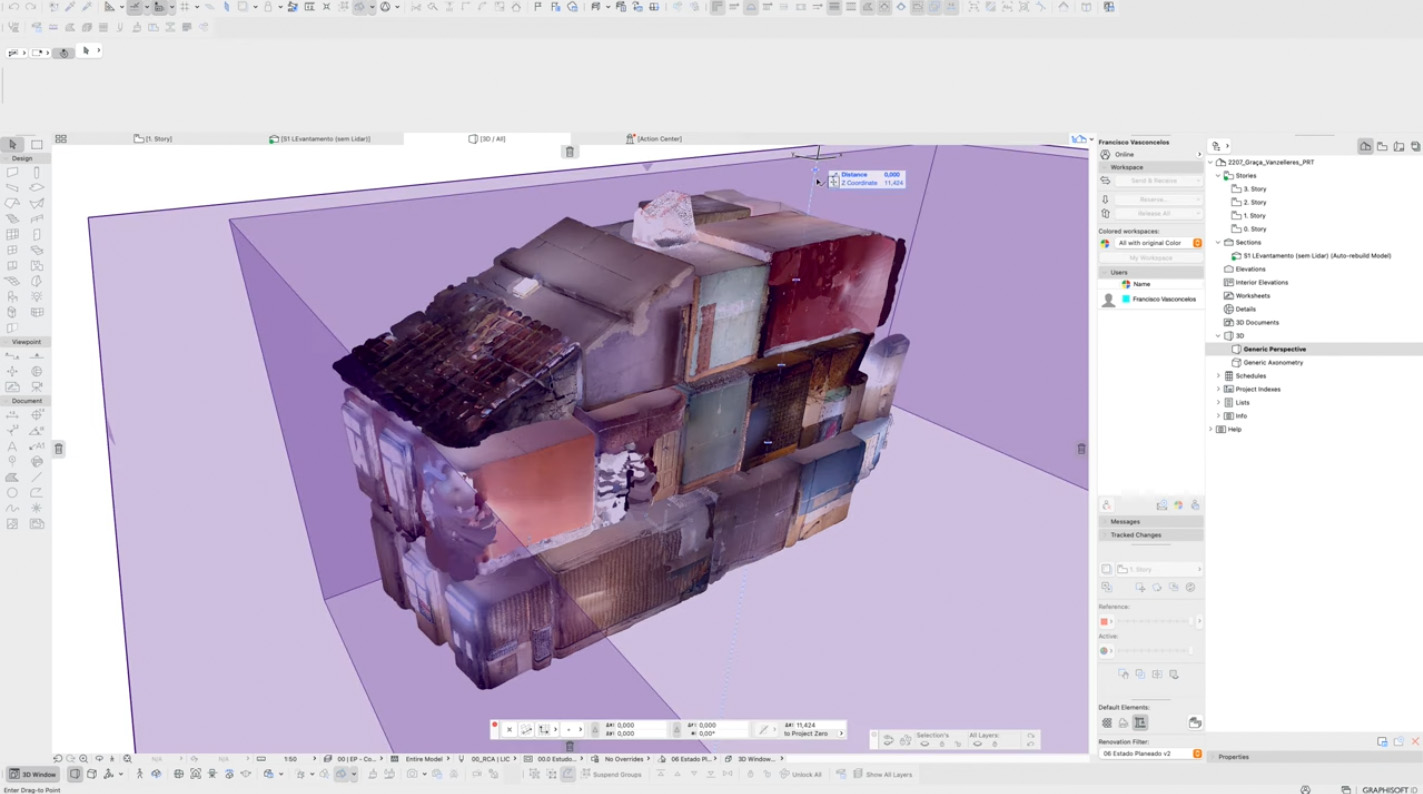 [1. Story]
[S1 LEvantamento (sem Lidar)]
[3D / All]
[Action Center]
Design
Viewpoint
Document
Distance 0,000
Z Coordinate 11,424
Francisco Vasconcelos
Online
Workspace
Send & Receive
Reserve...
Release All
Colored workspaces:
All with original Color
My Workspace
Users
Name
Francisco Vasconcelos
Messages
Tracked Changes
1. Story
Reference:
Active:
Default Elements:
Renovation Filter:
06 Estado Planeado v2
2207_Graça_Vanzelleres_PRT
Stories
3. Story
2. Story
1. Story
0. Story
Sections
S1 LEvantamento (sem Lidar) (Auto-rebuild Model)
Elevations
Interior Elevations
Worksheets
Details
3D Documents
3D
Generic Perspective
Generic Axonometry
Schedules
Project Indexes
Lists
Info
Help
Properties
0,000
0,000
0,000
0,00°
11,424
to Project Zero
Selection's
All Layers:
N/A
N/A
1:50
00 | EP - Co...
Entire Model
00_RCA | LIC
00.0 Estudo...
No Overrides
06 Estado Pl...
3D Window...
3D Window
Suspend Groups
Unlock All
Show All Layers
Enter Drag-to Point
GRAPHISOFT ID